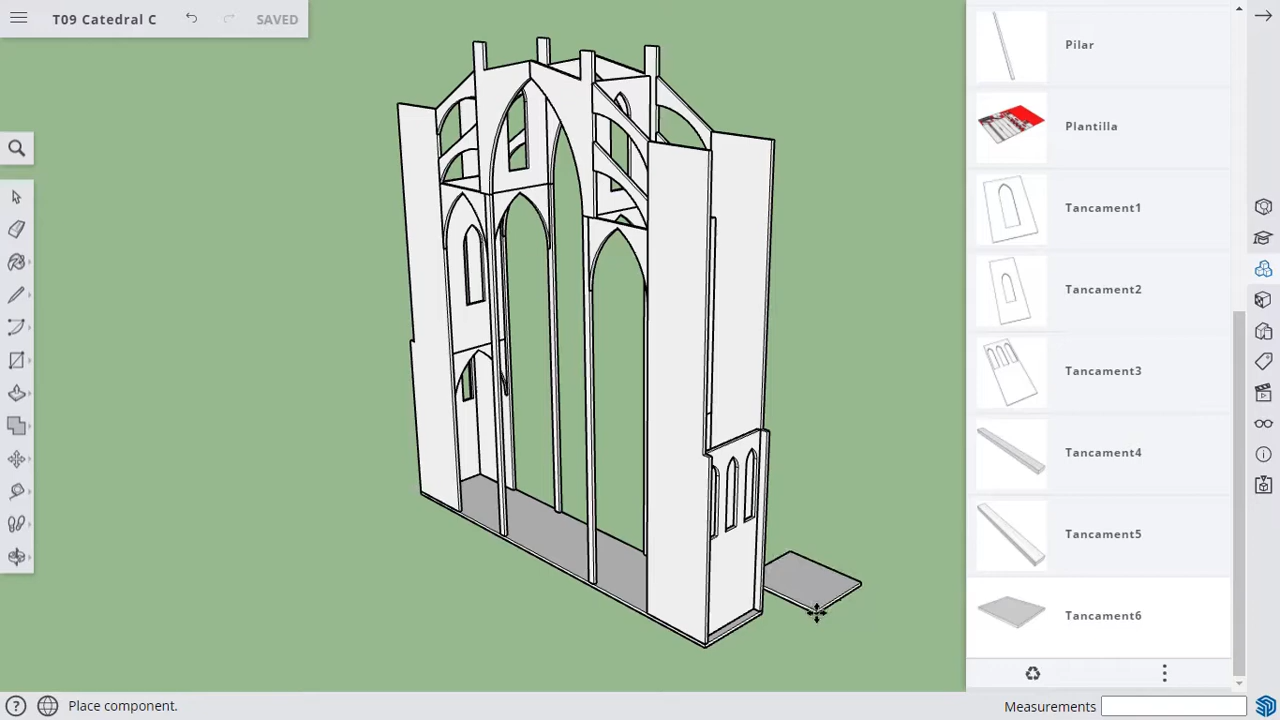 T09 Catedral C
SAVED
Pilar
Plantilla
Tancament1
Tancament2
Tancament3
Tancament4
Tancament5
Tancament6
Place component.
Measurements